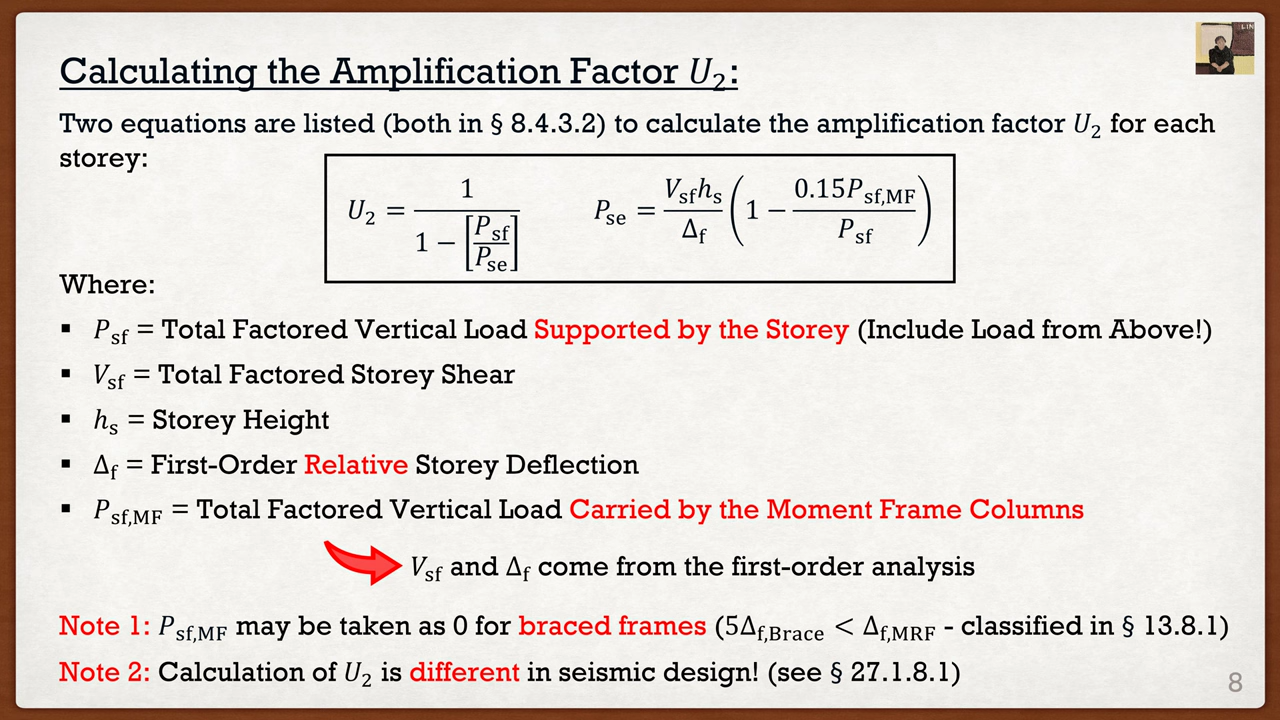 LIN
Calculating the Amplification Factor U₂:
Two equations are listed (both in § 8.4.3.2) to calculate the amplification factor U₂ for each
storey:
U₂ = 1 / (1 − [P_sf / P_se])    P_se = (V_sf h_s / Δ_f) (1 − 0.15P_sf,MF / P_sf)
Where:
▪ P_sf = Total Factored Vertical Load Supported by the Storey (Include Load from Above!)
▪ V_sf = Total Factored Storey Shear
▪ h_s = Storey Height
▪ Δ_f = First-Order Relative Storey Deflection
▪ P_sf,MF = Total Factored Vertical Load Carried by the Moment Frame Columns
V_sf and Δ_f come from the first-order analysis
Note 1: P_sf,MF may be taken as 0 for braced frames (5Δ_f,Brace < Δ_f,MRF - classified in § 13.8.1)
Note 2: Calculation of U₂ is different in seismic design! (see § 27.1.8.1)
8